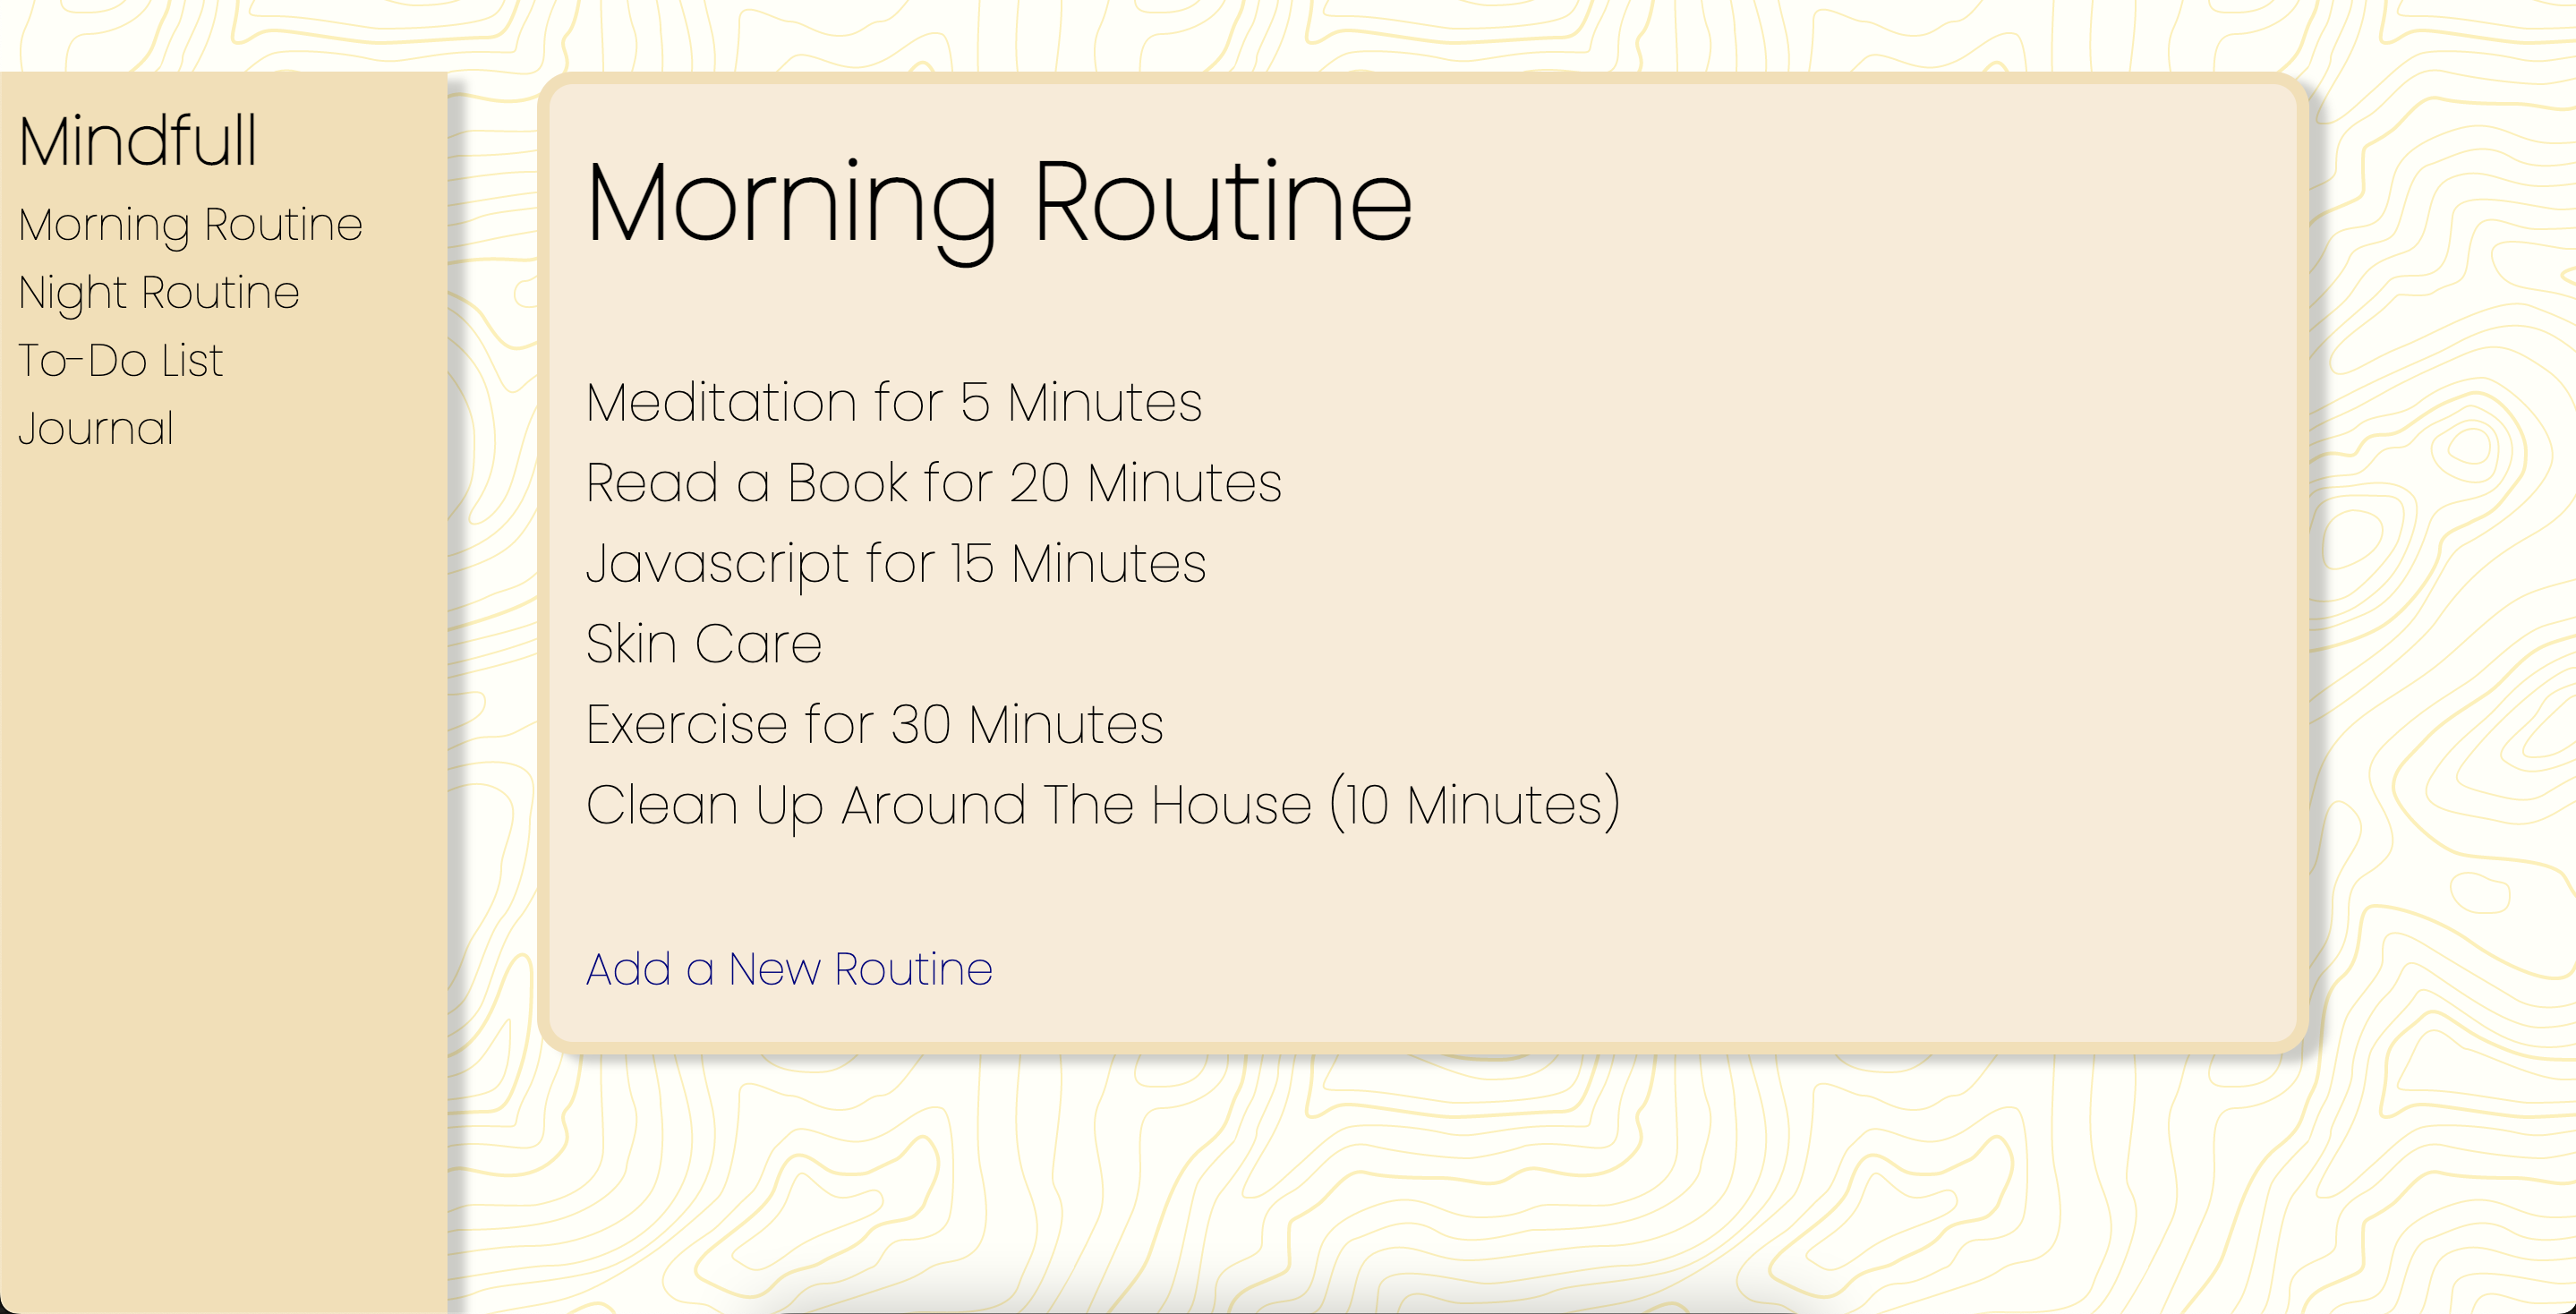 Mindfull
Morning Routine
Night Routine
To-Do List
Journal
Morning Routine
Meditation for 5 Minutes
Read a Book for 20 Minutes
Javascript for 15 Minutes
Skin Care
Exercise for 30 Minutes
Clean Up Around The House (10 Minutes)
Add a New Routine